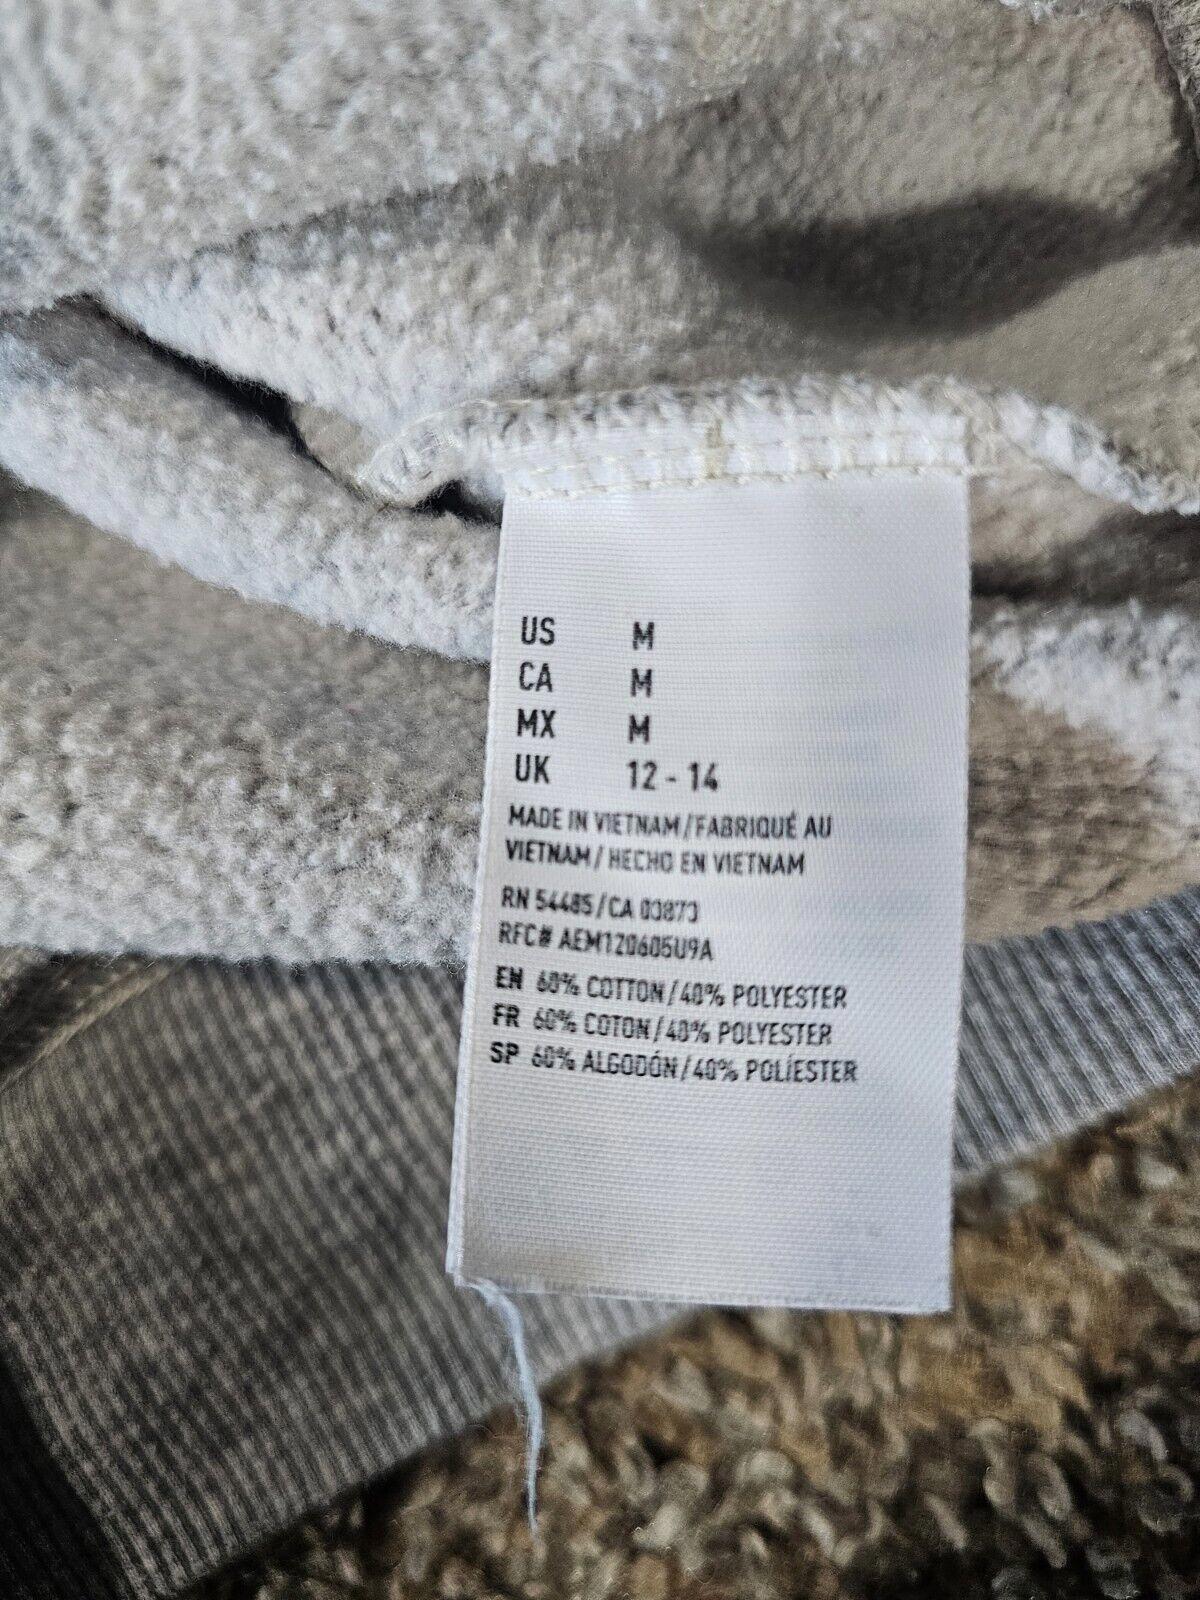 US M
CA M
MX M
UK 12 - 14
MADE IN VIETNAM/FABRIQUÉ AU
VIETNAM/HECHO EN VIETNAM
RN 54485/CA 03873
RFC# AEM120605U9A
EN 60% COTTON/40% POLYESTER
FR 60% COTON/40% POLYESTER
SP 60% ALGODÓN/40% POLÍESTER